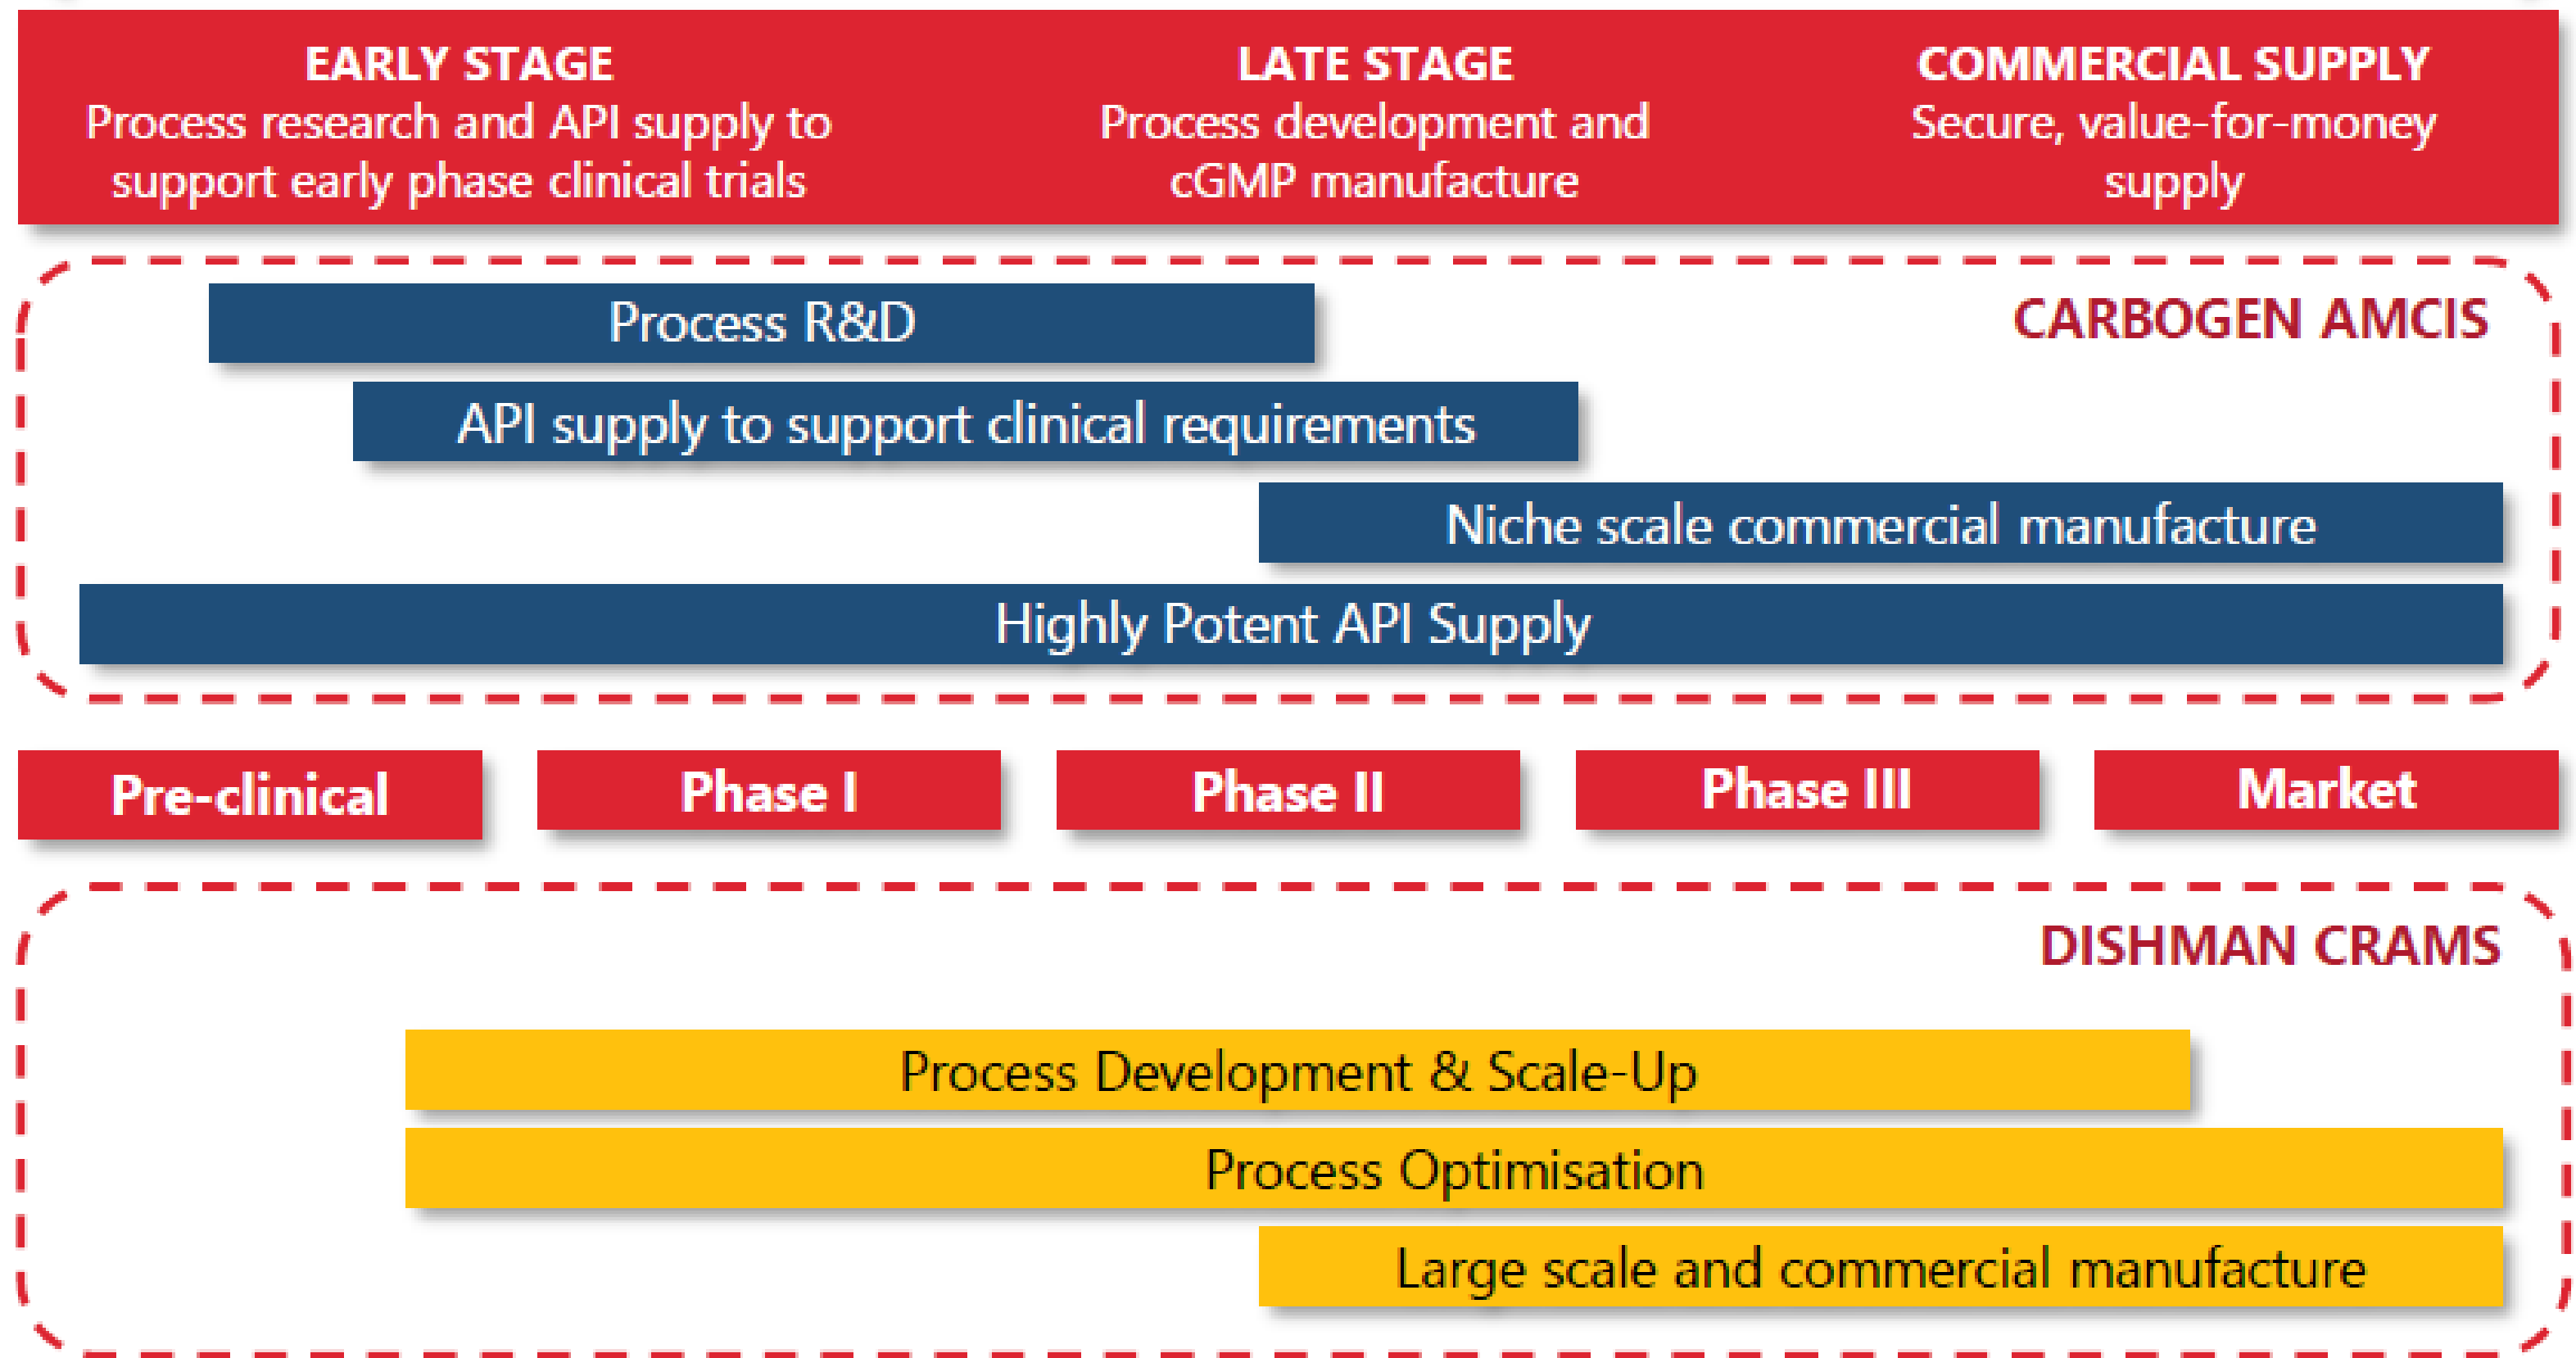 EARLY STAGE
Process research and API supply to
support early phase clinical trials
LATE STAGE
Process development and
cGMP manufacture
COMMERCIAL SUPPLY
Secure, value-for-money
supply
CARBOGEN AMCIS
Process R&D
API supply to support clinical requirements
Niche scale commercial manufacture
Highly Potent API Supply
Pre-clinical
Phase I
Phase II
Phase III
Market
DISHMAN CRAMS
Process Development & Scale-Up
Process Optimisation
Large scale and commercial manufacture